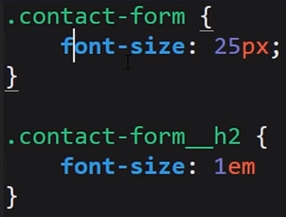 .contact-form {
font-size: 25px;
}
.contact-form__h2 {
font-size: 1em
}